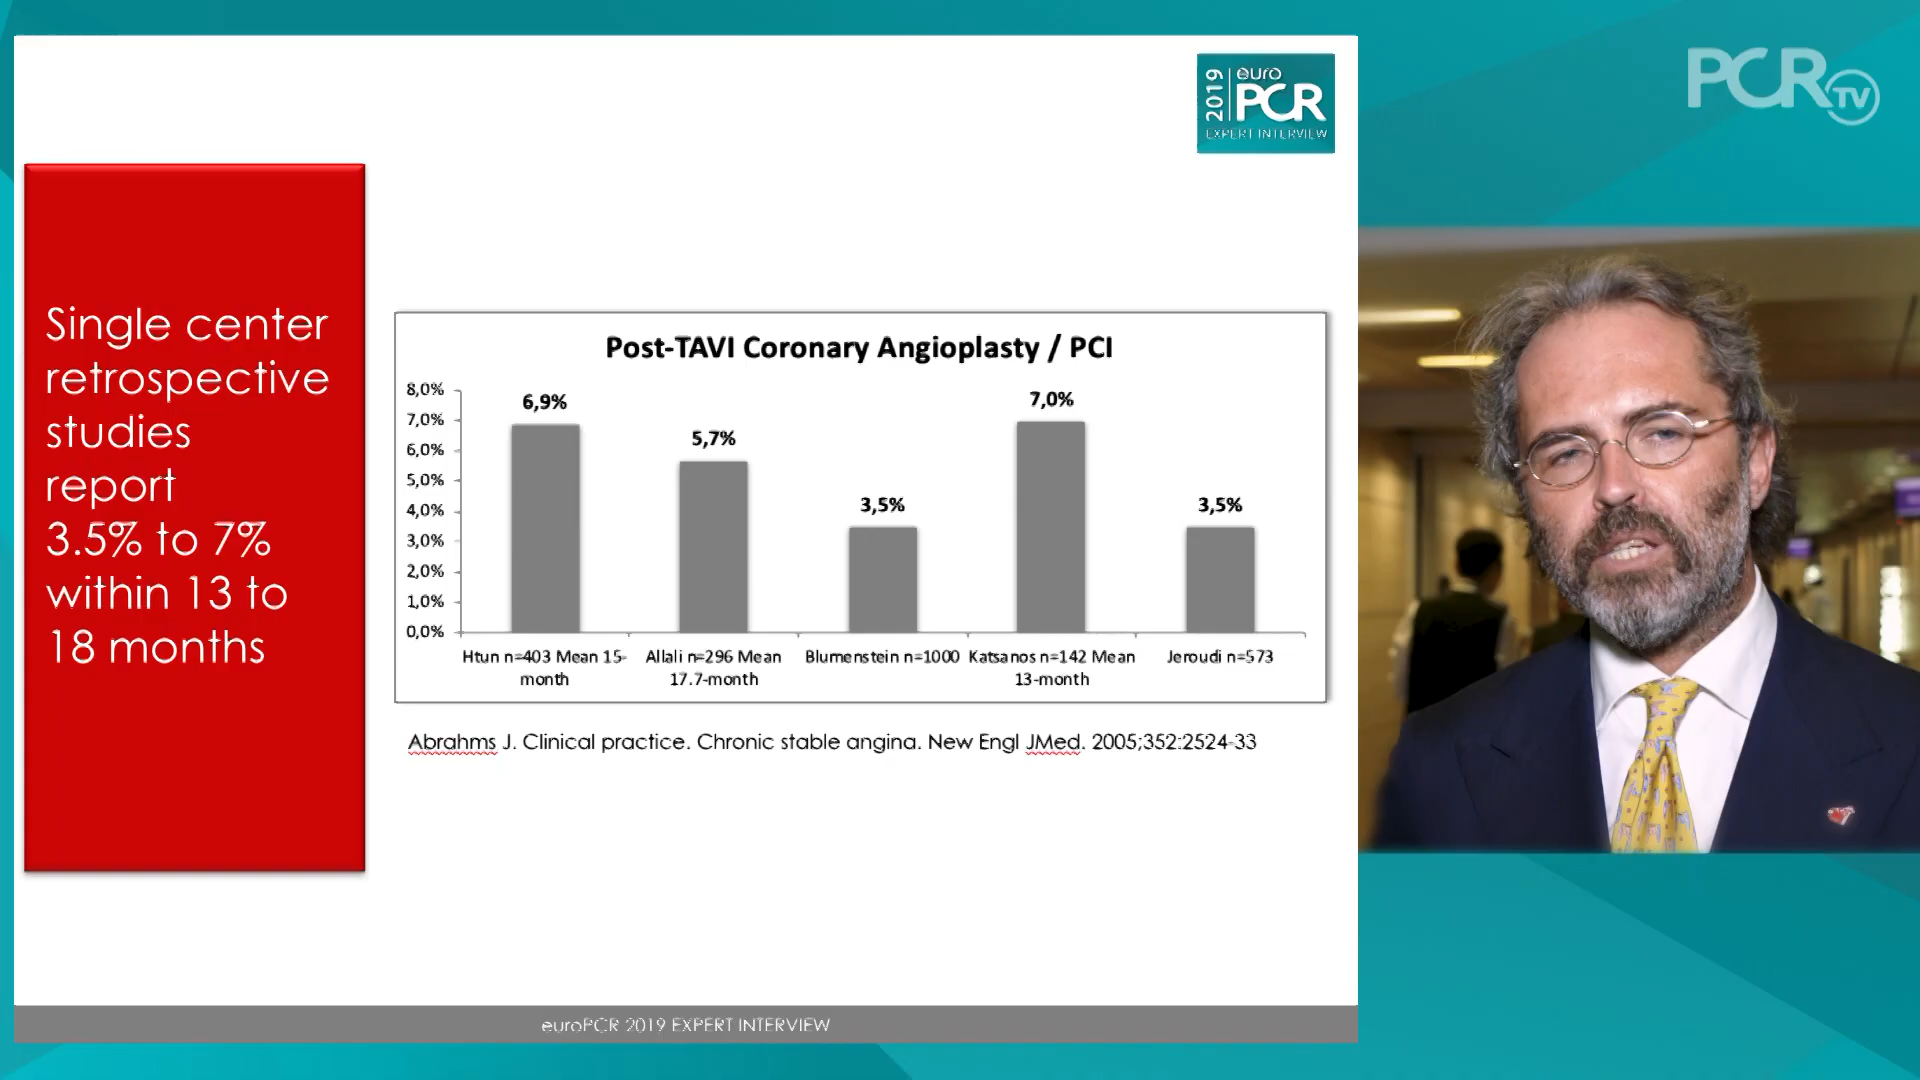 2019
euro
PCR
EXPERT INTERVIEW
PCR
TV
Single center
retrospective
studies
report
3.5% to 7%
within 13 to
18 months
Post-TAVI Coronary Angioplasty / PCI
8,0%
7,0%
6,0%
5,0%
4,0%
3,0%
2,0%
1,0%
0,0%
6,9%
5,7%
3,5%
7,0%
3,5%
Htun n=403 Mean 15-
month
Allali n=296 Mean
17.7-month
Blumenstein n=1000
Katsanos n=142 Mean
13-month
Jeroudi n=573
Abrahms J. Clinical practice. Chronic stable angina. New Engl JMed. 2005;352:2524-33
euroPCR 2019 EXPERT INTERVIEW